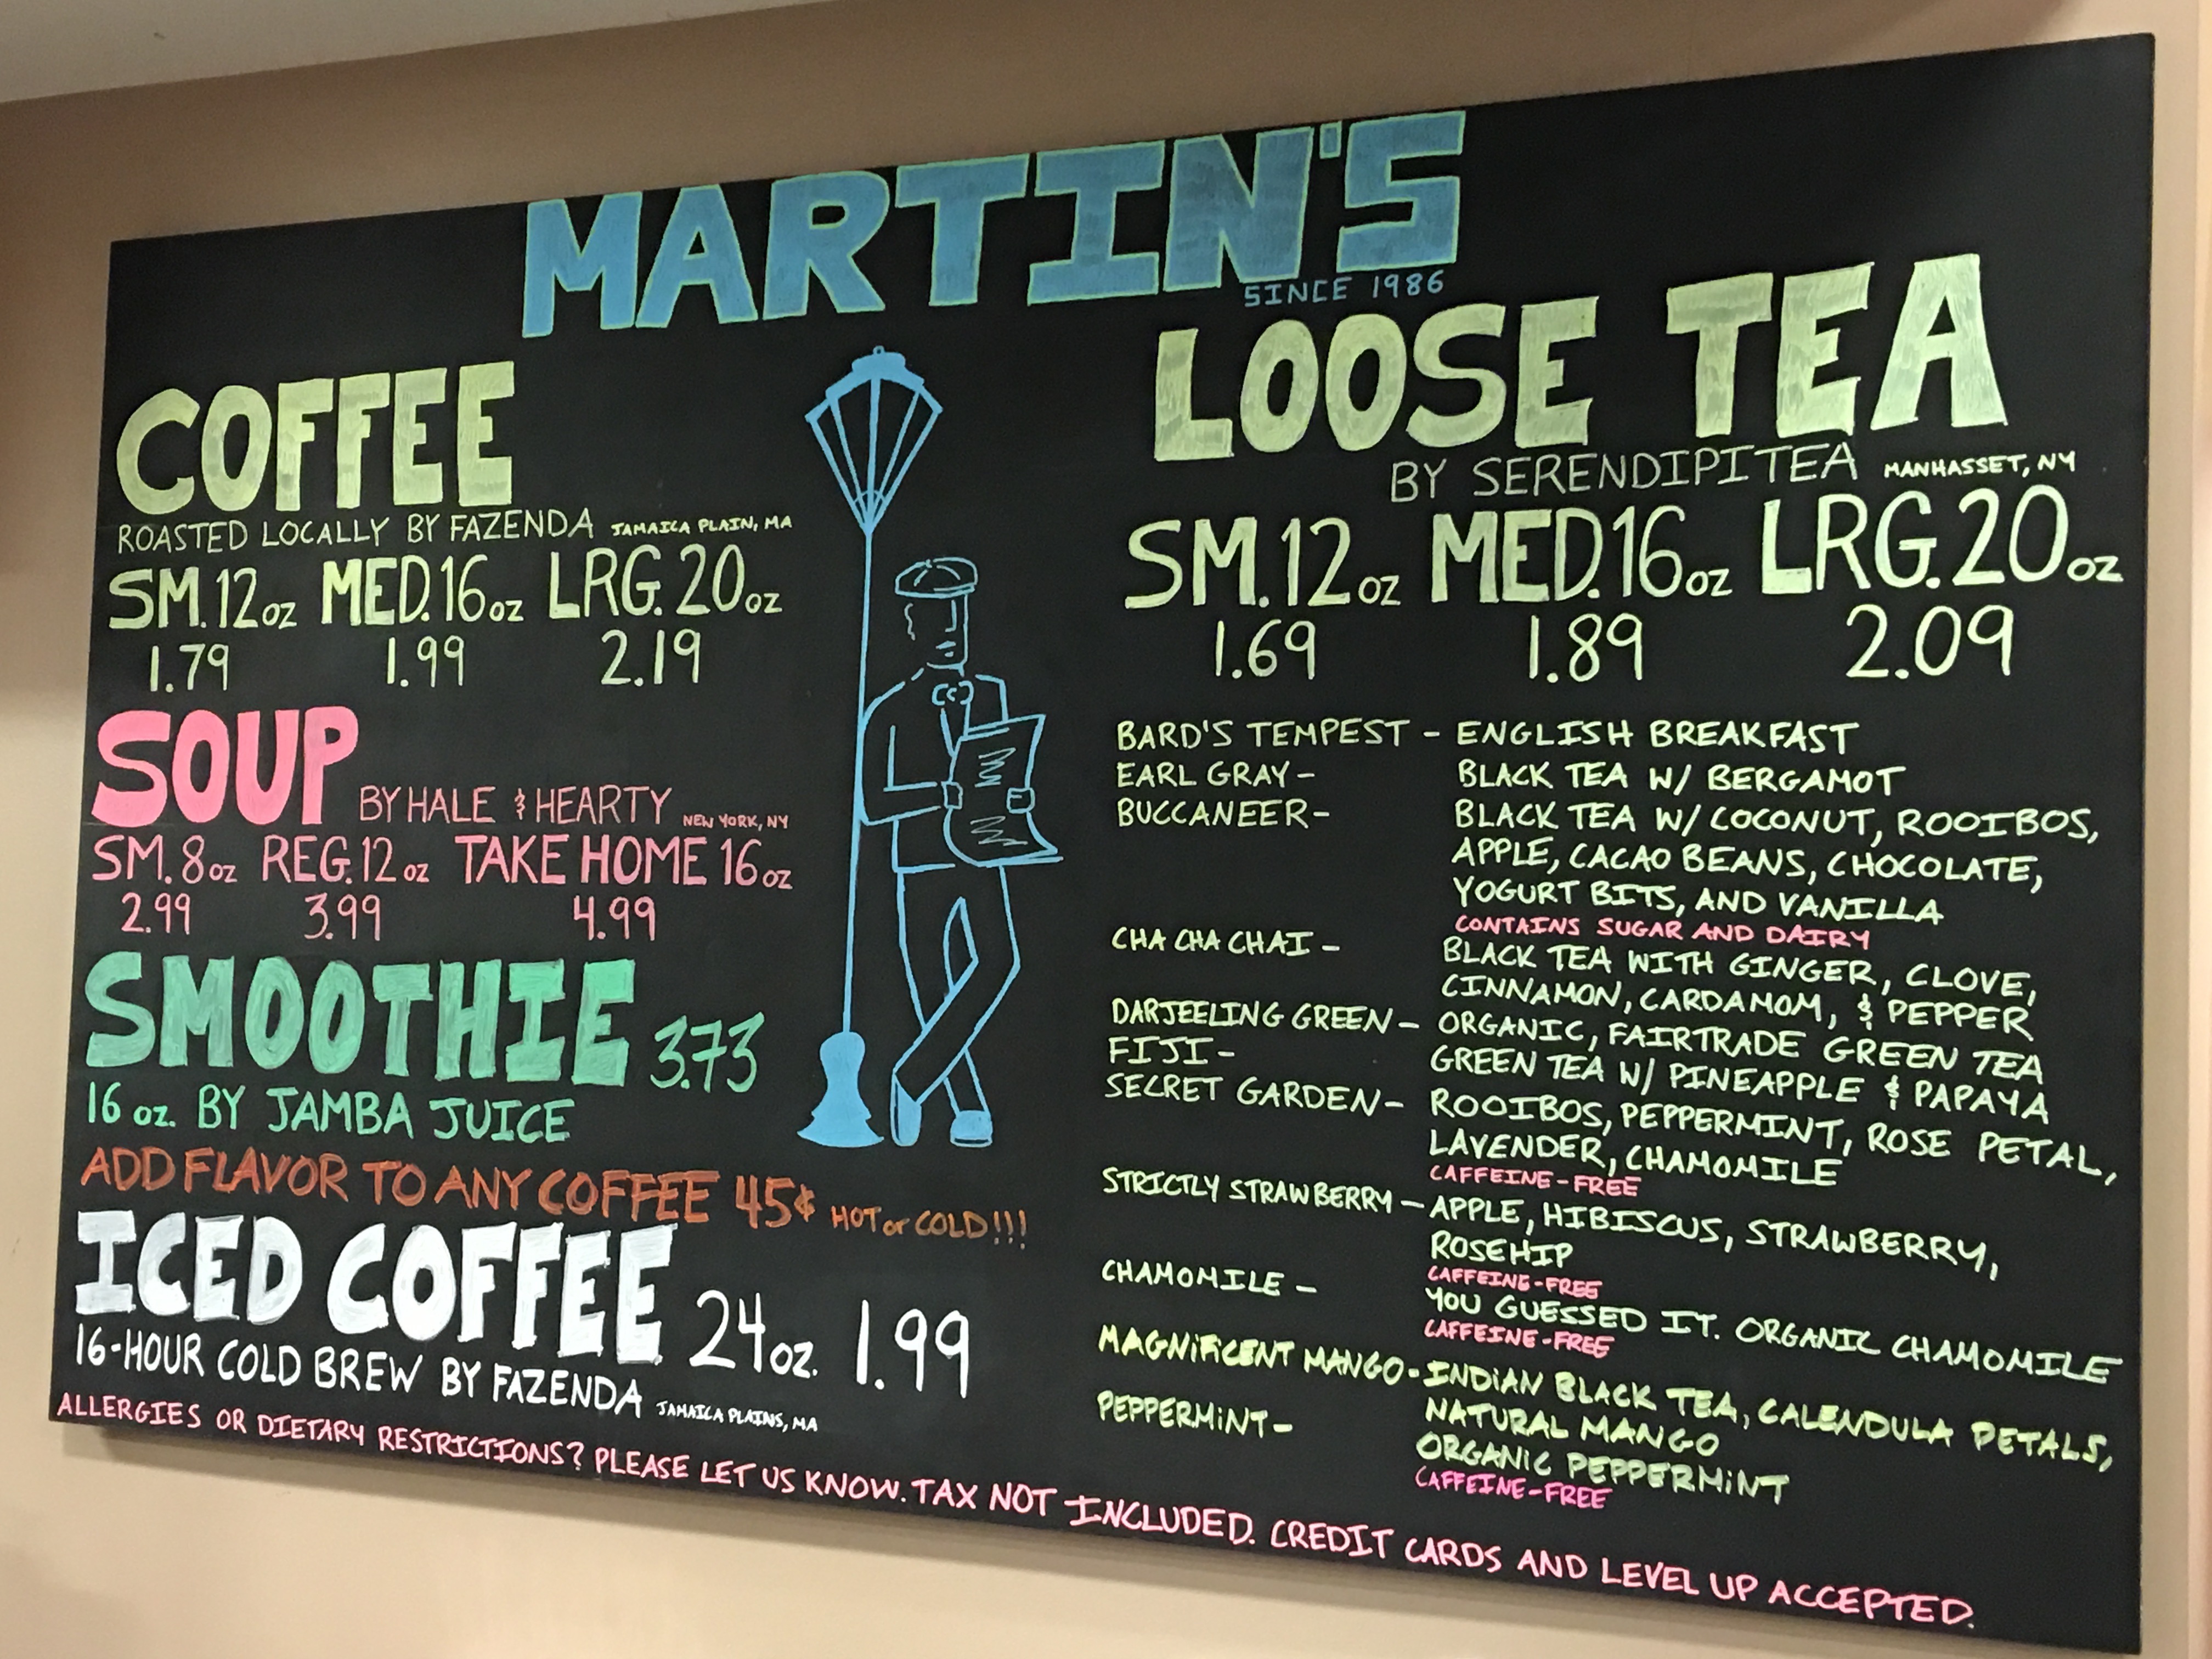 MARTIN'S
SINCE 1986
COFFEE
ROASTED LOCALLY BY FAZENDA JAMAICA PLAIN, MA
SM. 12oz MED. 16oz LRG. 20oz
1.79 1.99 2.19
SOUP BY HALE & HEARTY NEW YORK, NY
SM. 8oz REG. 12oz TAKE HOME 16oz
2.99 3.99 4.99
SMOOTHIE 3.73
16 oz. BY JAMBA JUICE
ADD FLAVOR TO ANY COFFEE 45¢ HOT or COLD!!!
ICED COFFEE 24oz. 1.99
16-HOUR COLD BREW BY FAZENDA JAMAICA PLAINS, MA
LOOSE TEA
BY SERENDIPITEA MANHASSET, NY
SM. 12oz MED. 16oz LRG. 20oz
1.69 1.89 2.09
BARD'S TEMPEST - ENGLISH BREAKFAST
EARL GRAY - BLACK TEA W/ BERGAMOT
BUCCANEER - BLACK TEA W/ COCONUT, ROOIBOS,
APPLE, CACAO BEANS, CHOCOLATE,
YOGURT BITS, AND VANILLA
CONTAINS SUGAR AND DAIRY
CHA CHA CHAI - BLACK TEA WITH GINGER, CLOVE,
CINNAMON, CARDAMOM, & PEPPER
DARJEELING GREEN - ORGANIC, FAIRTRADE GREEN TEA
FIJI - GREEN TEA W/ PINEAPPLE & PAPAYA
SECRET GARDEN - ROOIBOS, PEPPERMINT, ROSE PETAL,
LAVENDER, CHAMOMILE
CAFFEINE-FREE
STRICTLY STRAWBERRY - APPLE, HIBISCUS, STRAWBERRY,
ROSEHIP
CAFFEINE-FREE
CHAMOMILE - YOU GUESSED IT. ORGANIC CHAMOMILE
CAFFEINE-FREE
MAGNIFICENT MANGO - INDIAN BLACK TEA, CALENDULA PETALS,
NATURAL MANGO
PEPPERMINT - ORGANIC PEPPERMINT
CAFFEINE-FREE
ALLERGIES OR DIETARY RESTRICTIONS? PLEASE LET US KNOW. TAX NOT INCLUDED. CREDIT CARDS AND LEVEL UP ACCEPTED.